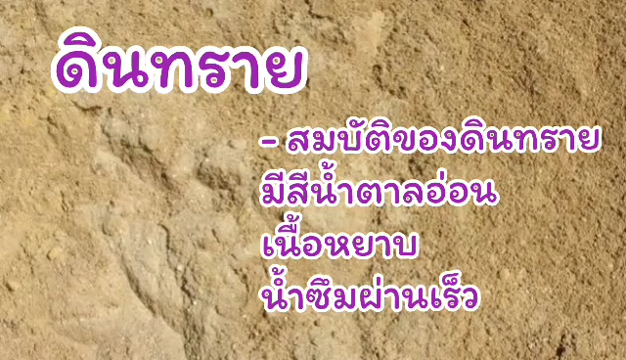 ดินทราย
- สมบัติของดินทราย
มีสีน้ำตาลอ่อน
เนื้อหยาบ
น้ำซึมผ่านเร็ว